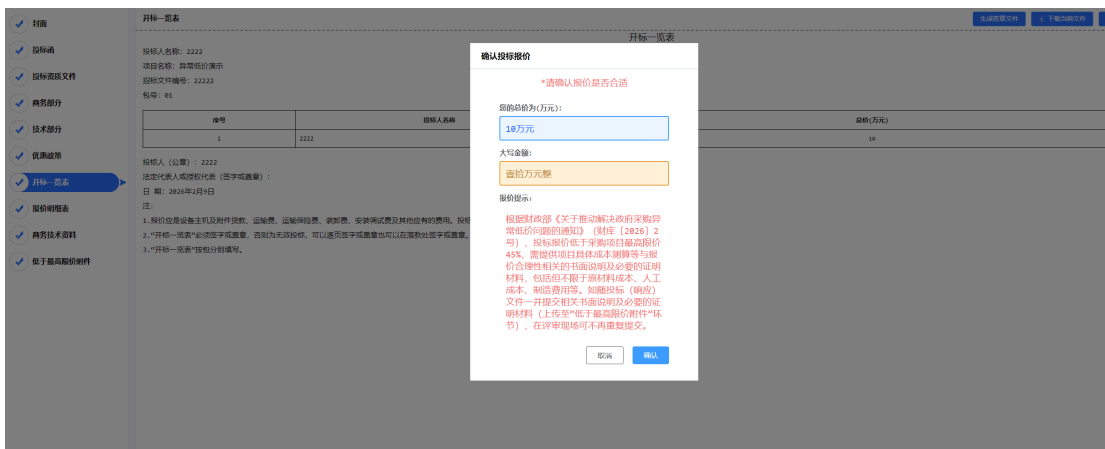 封面
投标函
投标资质文件
商务部分
技术部分
优惠政策
开标一览表
报价明细表
商务技术资料
低于最高限价附件
开标一览表
生成签章文件
下载当前文件
开标一览表
投标人名称: 2222
项目名称: 异常低价演示
招标文件编号: 22222
包号: 01
序号
投标人名称
总价(万元)
1
2222
10
投标人（公章）: 2222
法定代表人或授权代表（签字或盖章）:
日 期: 2026年2月9日
注:
1.报价应是设备主机及附件货款、运输费、运输保险费、装卸费、安装调试费及其他应有的费用。投标
2."开标一览表"必须签字或盖章，否则为无效投标、可以逐页签字或盖章也可以在落款处签字或盖章。
3."开标一览表"按包分别填写。
确认投标报价
*请确认报价是否合适
您的总价为(万元):
10万元
大写金额:
壹拾万元整
报价提示:
根据财政部《关于推动解决政府采购异
常低价问题的通知》（财库〔2026〕2
号），投标报价低于采购项目最高限价
45%，需提供项目具体成本测算等与报
价合理性相关的书面说明及必要的证明
材料，包括但不限于原材料成本、人工
成本、制造费用等。如随投标（响应）
文件一并提交相关书面说明及必要的证
明材料（上传至"低于最高限价附件"环
节），在评审现场可不再重复提交。
取消
确认